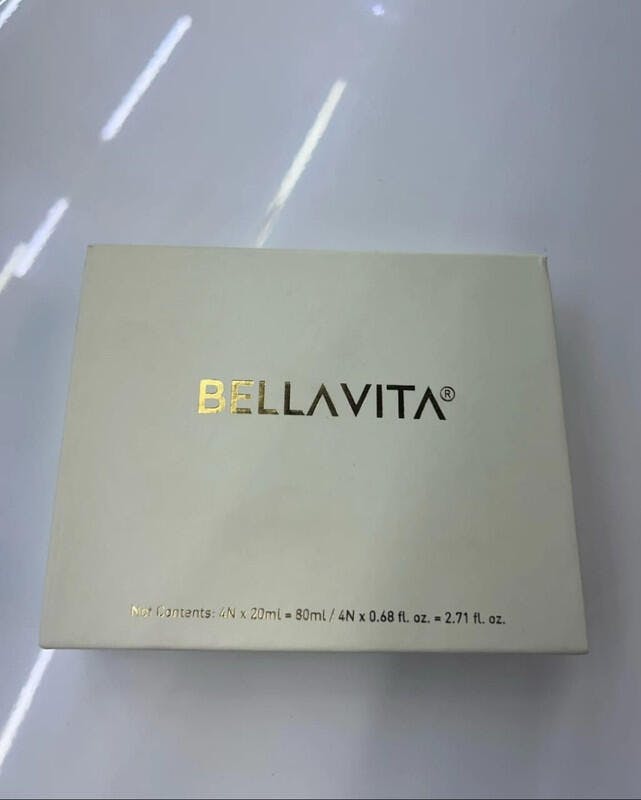 BELLAVITA®
Net Contents: 4N x 20ml = 80ml / 4N x 0.68 fl. oz. = 2.71 fl. oz.